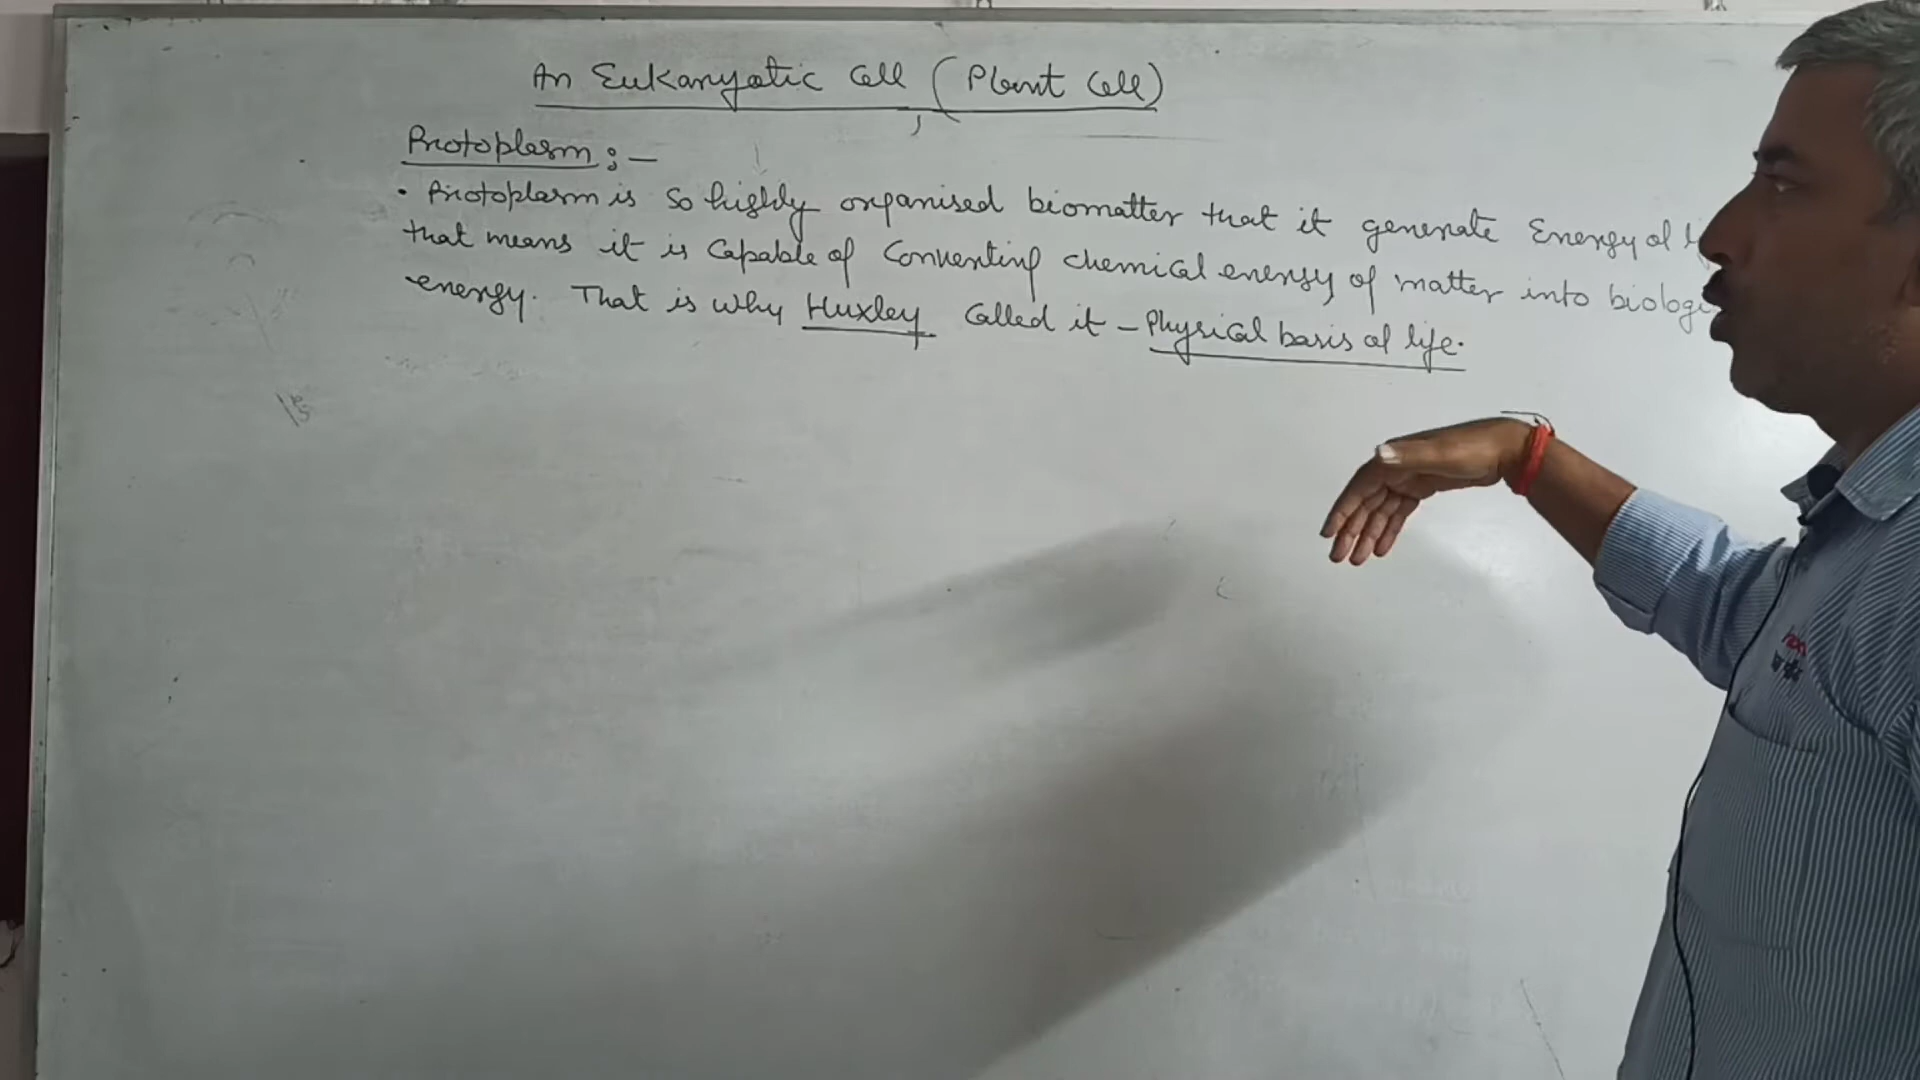 An Eukaryotic Cell (Plant Cell)
Protoplasm :-
• Protoplasm is so highly organised biomatter that it generate Energy of
that means it is Capable of Converting chemical energy of matter into biologi
energy. That is why Huxley Called it - Physical basis of life.